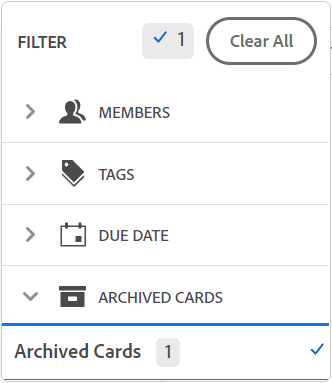 FILTER 1 Clear All
MEMBERS
TAGS
DUE DATE
ARCHIVED CARDS
Archived Cards 1